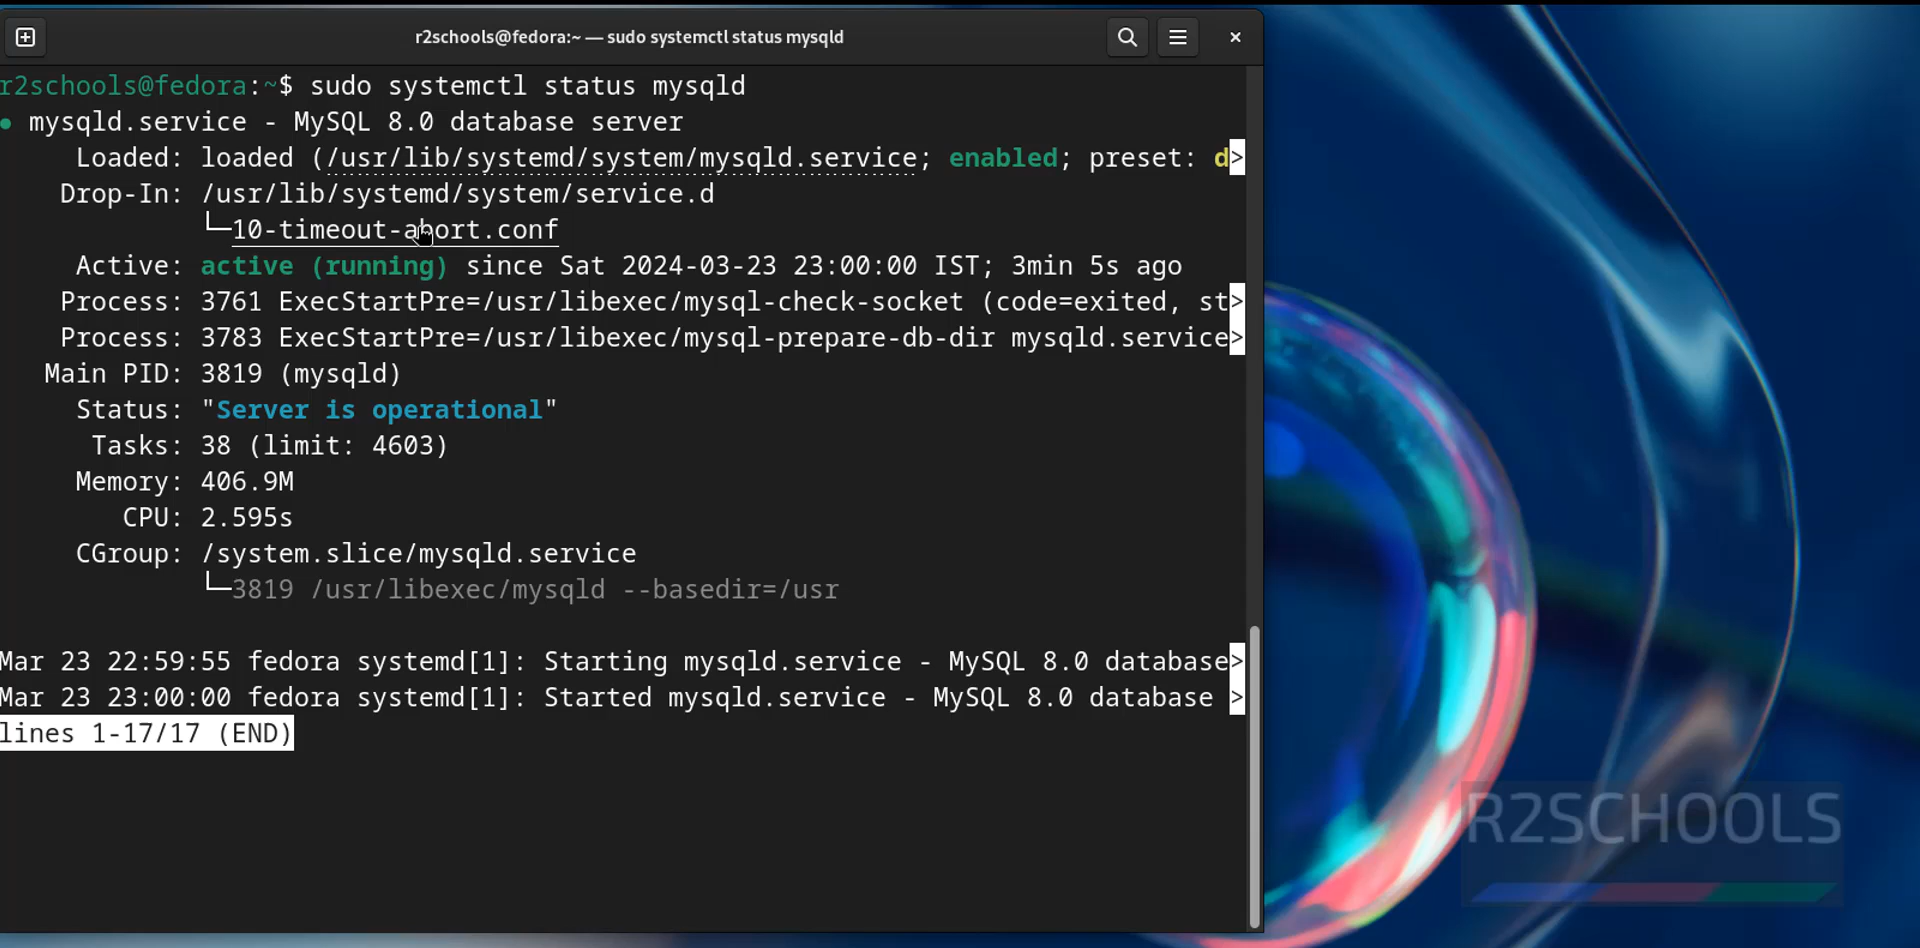 r2schools@fedora:~ — sudo systemctl status mysqld
r2schools@fedora:~$ sudo systemctl status mysqld
● mysqld.service - MySQL 8.0 database server
Loaded: loaded (/usr/lib/systemd/system/mysqld.service; enabled; preset: d>
Drop-In: /usr/lib/systemd/system/service.d
└─10-timeout-abort.conf
Active: active (running) since Sat 2024-03-23 23:00:00 IST; 3min 5s ago
Process: 3761 ExecStartPre=/usr/libexec/mysql-check-socket (code=exited, st>
Process: 3783 ExecStartPre=/usr/libexec/mysql-prepare-db-dir mysqld.service>
Main PID: 3819 (mysqld)
Status: "Server is operational"
Tasks: 38 (limit: 4603)
Memory: 406.9M
CPU: 2.595s
CGroup: /system.slice/mysqld.service
└─3819 /usr/libexec/mysqld --basedir=/usr
Mar 23 22:59:55 fedora systemd[1]: Starting mysqld.service - MySQL 8.0 database>
Mar 23 23:00:00 fedora systemd[1]: Started mysqld.service - MySQL 8.0 database >
lines 1-17/17 (END)
R2SCHOOLS